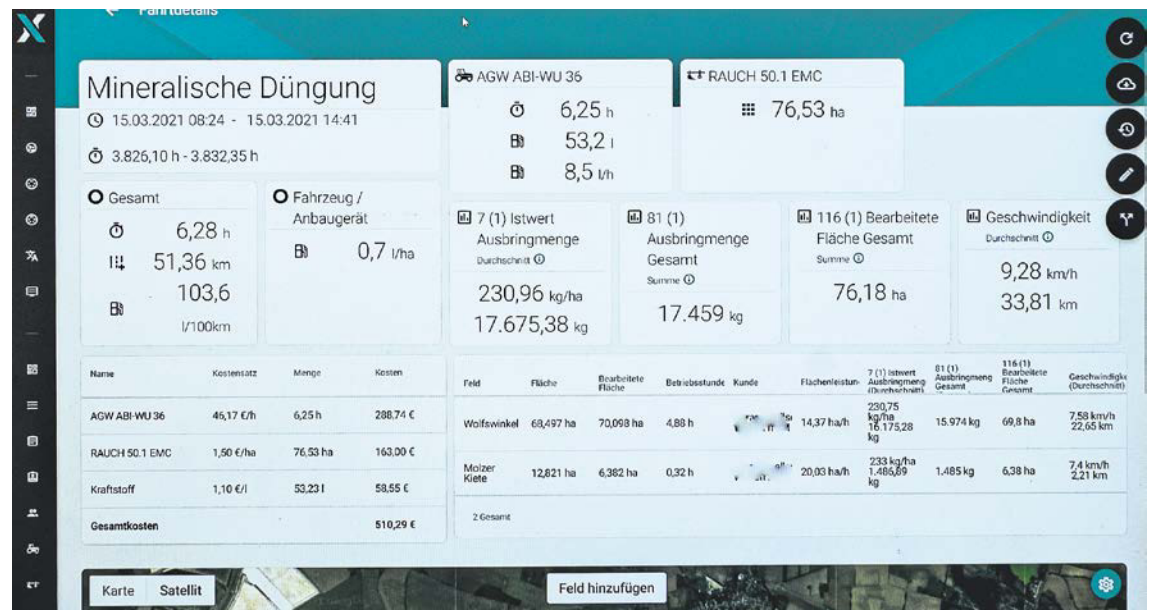 Fahrtdetails
Mineralische Düngung
15.03.2021 08:24 - 15.03.2021 14:41
3.826,10 h - 3.832,35 h
AGW ABI-WU 36
6,25 h
53,2 l
8,5 l/h
RAUCH 50.1 EMC
76,53 ha
Gesamt
6,28 h
51,36 km
103,6
l/100km
Fahrzeug /
Anbaugerät
0,7 l/ha
7 (1) Istwert
Ausbringmenge
Durchschnitt
230,96 kg/ha
17.675,38 kg
81 (1)
Ausbringmenge
Gesamt
Summe
17.459 kg
116 (1) Bearbeitete
Fläche Gesamt
Summe
76,18 ha
Geschwindigkeit
Durchschnitt
9,28 km/h
33,81 km
Name Kostensatz Menge Kosten
AGW ABI-WU 36 46,17 €/h 6,25 h 288,74 €
RAUCH 50.1 EMC 1,50 €/ha 76,53 ha 163,00 €
Kraftstoff 1,10 €/l 53,23 l 58,55 €
Gesamtkosten 510,29 €
Feld Fläche Bearbeitete Fläche Betriebsstunde Kunde Flächenleistun 7 (1) Istwert Ausbringmeng (Durchschnitt) 81 (1) Ausbringmeng Gesamt 116 (1) Bearbeitete Fläche Gesamt Geschwindigke (Durchschnitt)
Wolfswinkel 68,497 ha 70,098 ha 4,88 h 14,37 ha/h 230,75 kg/ha 16.175,28 kg 15.974 kg 69,8 ha 7,58 km/h 22,65 km
Molzer Kiete 12,821 ha 6,382 ha 0,32 h 20,03 ha/h 233 kg/ha 1.486,89 kg 1.485 kg 6,38 ha 7,4 km/h 2,21 km
2 Gesamt
Karte Satellit
Feld hinzufügen